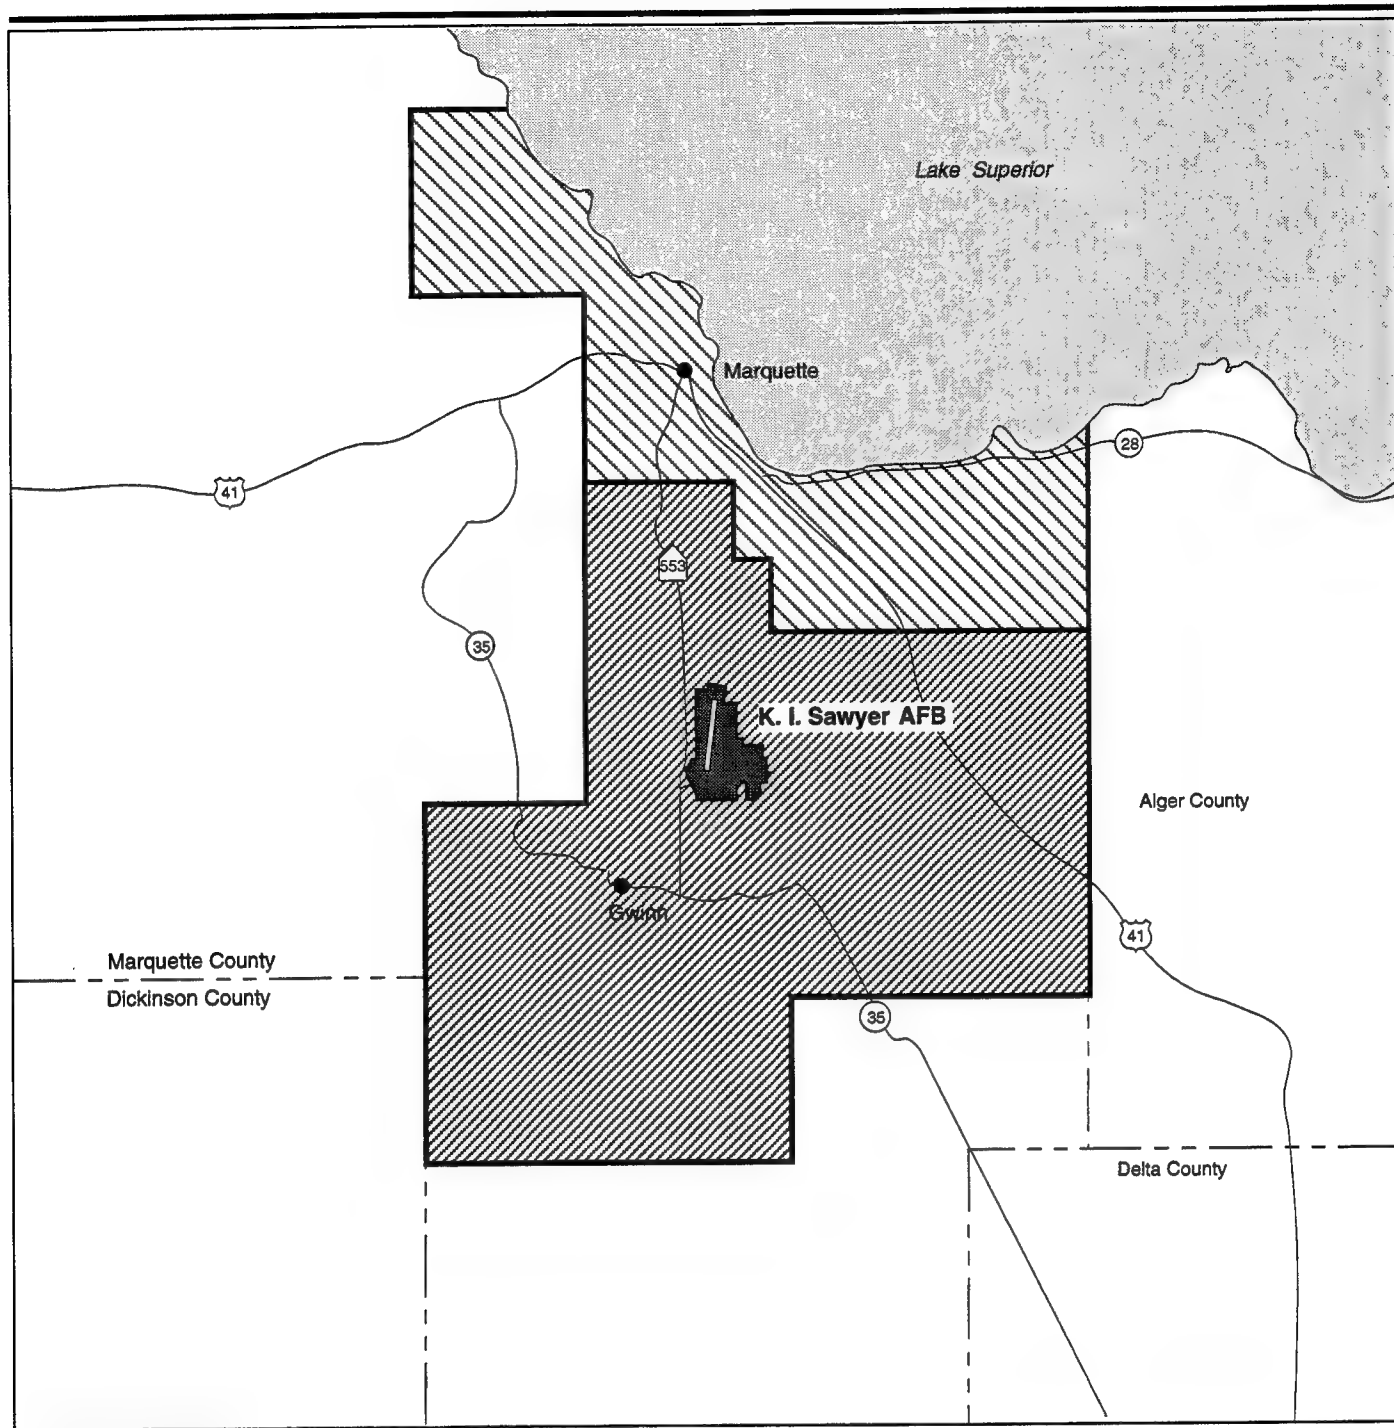 Lake Superior
Marquette
28
41
553
35
K. I. Sawyer AFB
Alger County
Gwinn
41
Marquette County
Dickinson County
35
Delta County